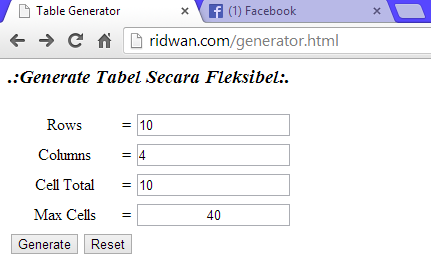 Table Generator
(1) Facebook
ridwan.com/generator.html
.:Generate Tabel Secara Fleksibel:.
Rows = 10
Columns = 4
Cell Total = 10
Max Cells = 40
Generate Reset